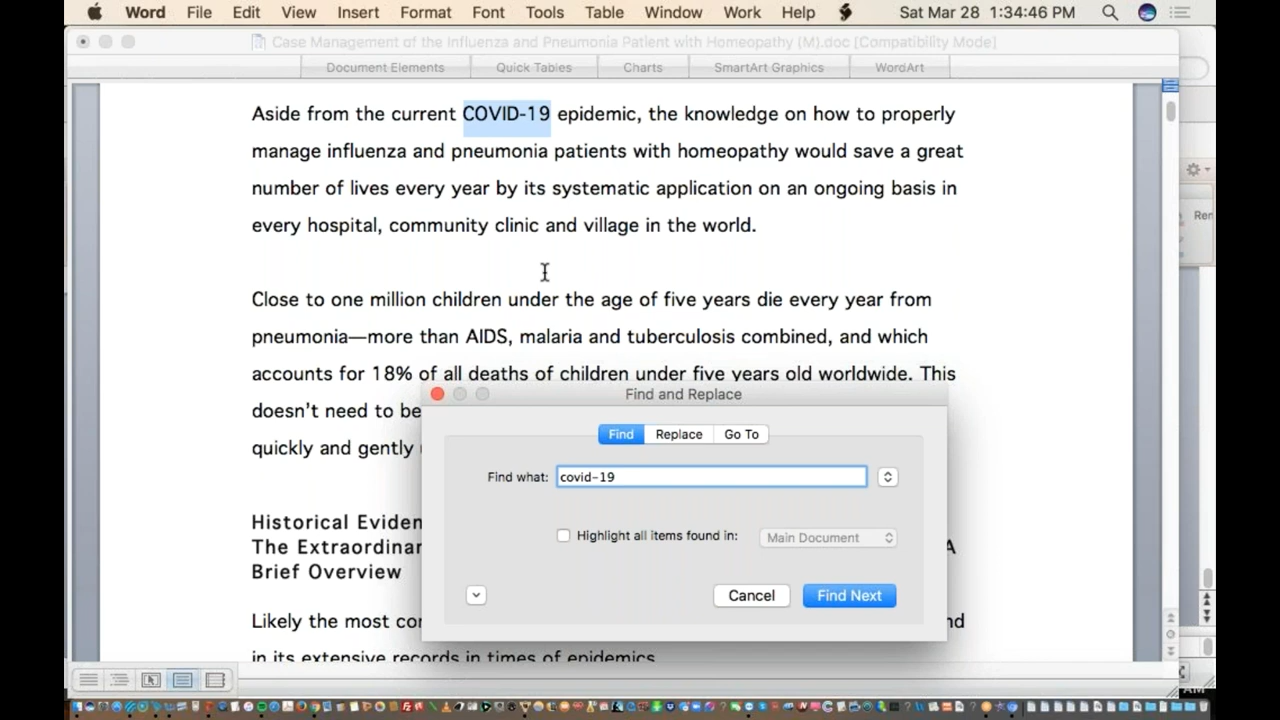 Word File Edit View Insert Format Font Tools Table Window Work Help Sat Mar 28 1:34:46 PM
Case Management of the Influenza and Pneumonia Patient with Homeopathy (M).doc [Compatibility Mode]
Document Elements Quick Tables Charts SmartArt Graphics WordArt
Aside from the current COVID-19 epidemic, the knowledge on how to properly
manage influenza and pneumonia patients with homeopathy would save a great
number of lives every year by its systematic application on an ongoing basis in
every hospital, community clinic and village in the world.
Close to one million children under the age of five years die every year from
pneumonia—more than AIDS, malaria and tuberculosis combined, and which
accounts for 18% of all deaths of children under five years old worldwide. This
doesn't need to be
quickly and gently
Find and Replace
Find Replace Go To
Find what: covid-19
Highlight all items found in: Main Document
Cancel Find Next
Historical Eviden
The Extraordinar A
Brief Overview
Likely the most co nd
in its extensive records in times of epidemics
Ren
AM